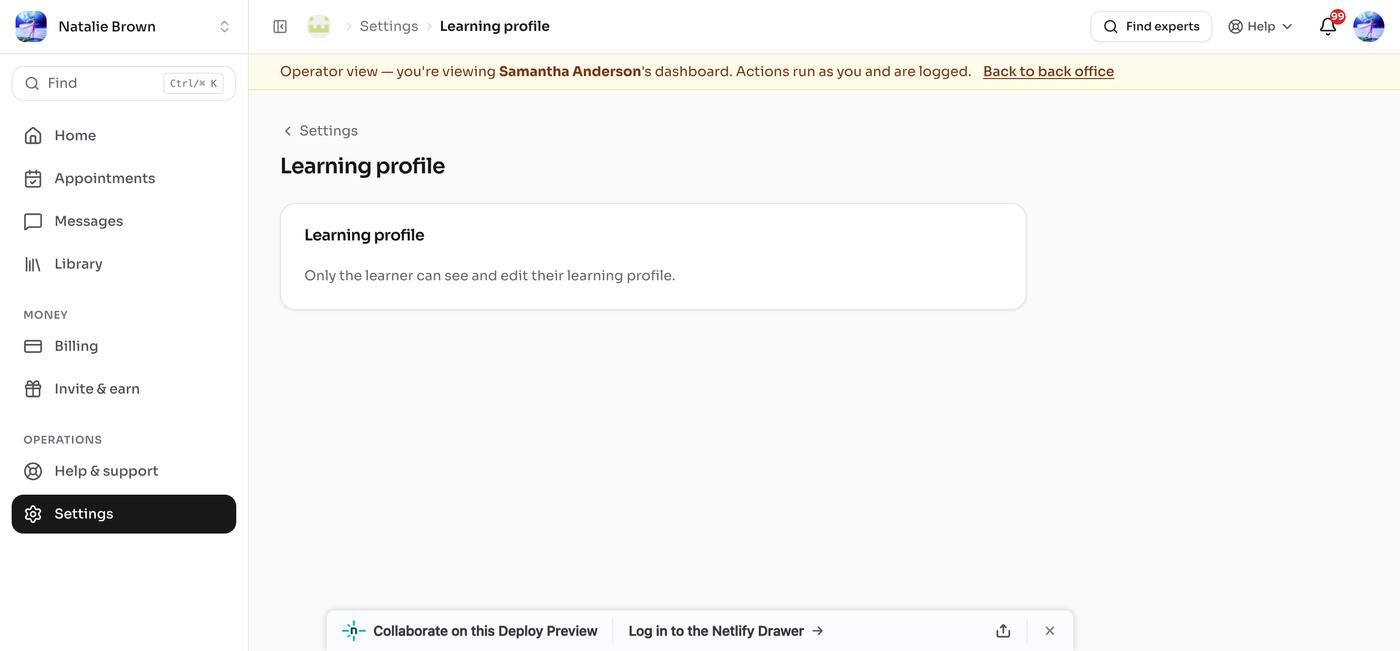 Natalie Brown
Settings
Learning profile
Find experts
Help
99
Find
Ctrl/⌘ K
Operator view — you're viewing Samantha Anderson's dashboard. Actions run as you and are logged. Back to back office
Home
Appointments
Messages
Library
MONEY
Billing
Invite & earn
OPERATIONS
Help & support
Settings
Settings
Learning profile
Learning profile
Only the learner can see and edit their learning profile.
Collaborate on this Deploy Preview
Log in to the Netlify Drawer →